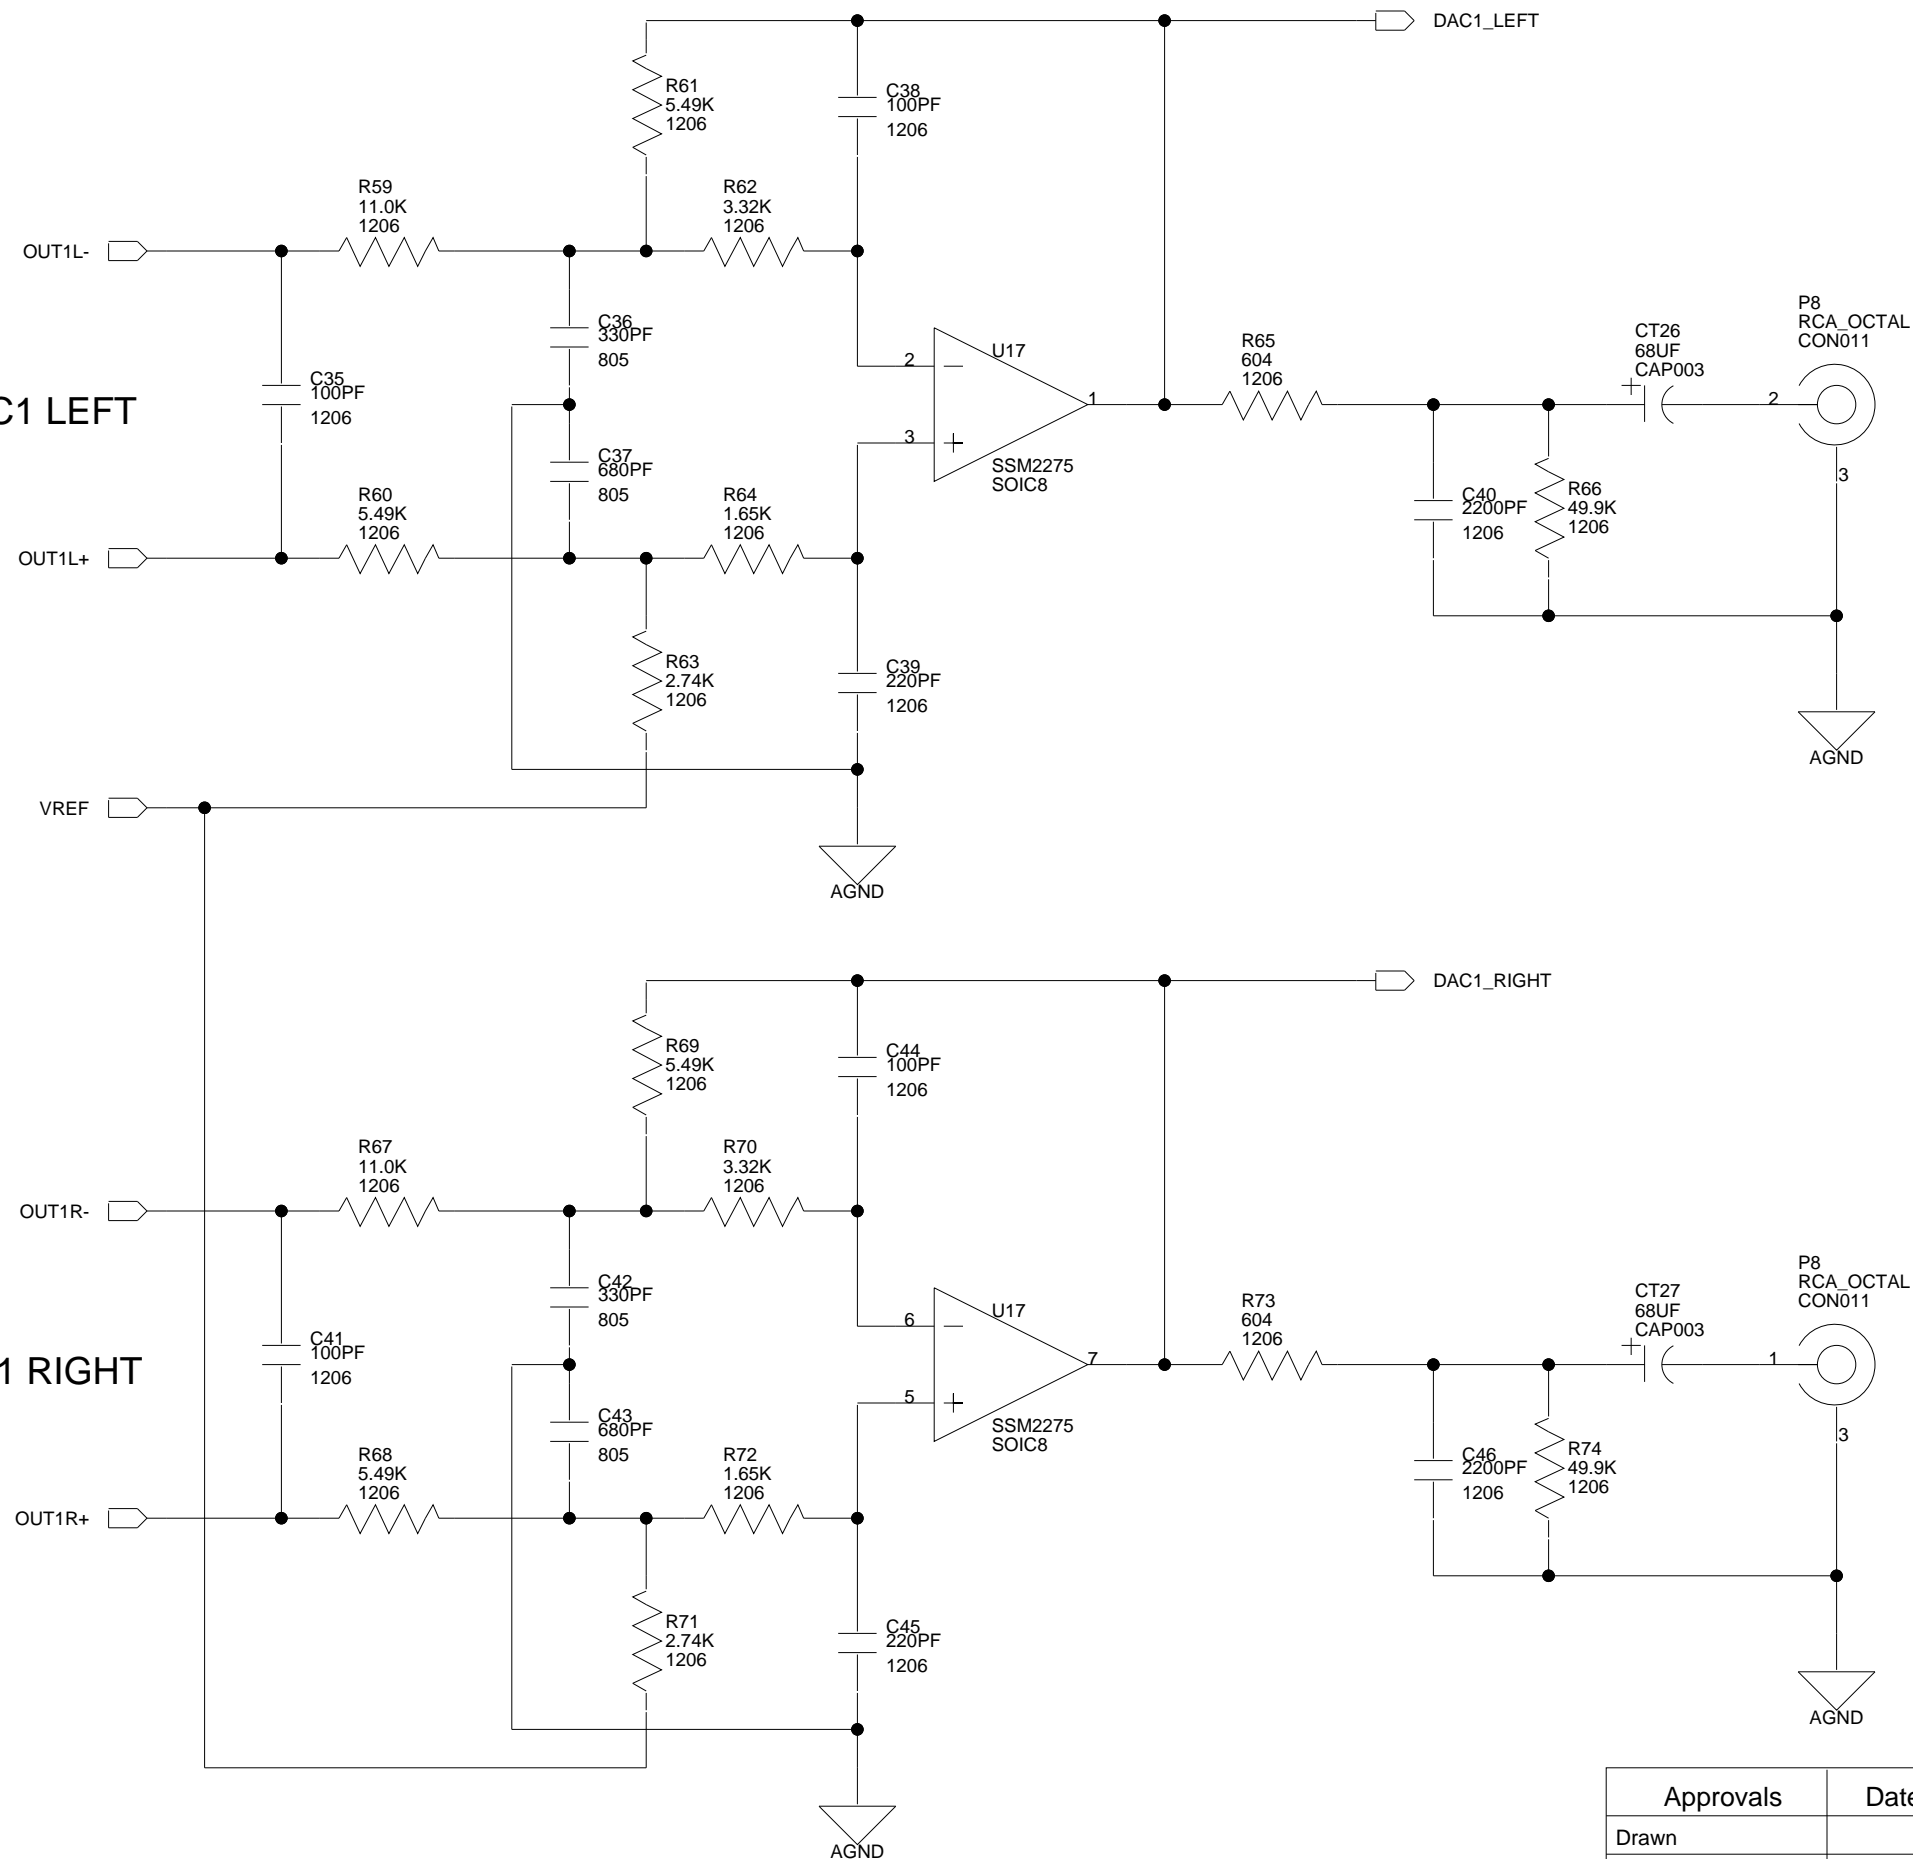 DAC1_LEFT
R61
5.49K
1206
C38
100PF
1206
R59
11.0K
1206
R62
3.32K
1206
OUT1L-
C36
330PF
805
C35
100PF
1206
C1 LEFT
2
U17
1
3
SSM2275
SOIC8
R65
604
1206
CT26
68UF
CAP003
+
P8
RCA_OCTAL
CON011
2
3
C37
680PF
805
R60
5.49K
1206
R64
1.65K
1206
OUT1L+
C40
2200PF
1206
R66
49.9K
1206
R63
2.74K
1206
C39
220PF
1206
AGND
VREF
AGND
DAC1_RIGHT
R69
5.49K
1206
C44
100PF
1206
R67
11.0K
1206
R70
3.32K
1206
OUT1R-
C42
330PF
805
C41
100PF
1206
1 RIGHT
6
U17
7
5
SSM2275
SOIC8
R73
604
1206
CT27
68UF
CAP003
+
P8
RCA_OCTAL
CON011
1
3
C43
680PF
805
R68
5.49K
1206
R72
1.65K
1206
OUT1R+
C46
2200PF
1206
R74
49.9K
1206
R71
2.74K
1206
C45
220PF
1206
AGND
AGND
Approvals Date
Drawn